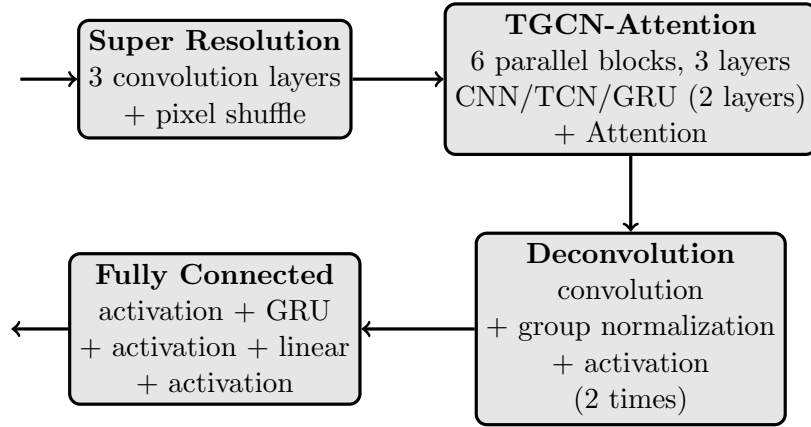 Super Resolution
3 convolution layers
+ pixel shuffle
TGCN-Attention
6 parallel blocks, 3 layers
CNN/TCN/GRU (2 layers)
+ Attention
Deconvolution
convolution
+ group normalization
+ activation
(2 times)
Fully Connected
activation + GRU
+ activation + linear
+ activation